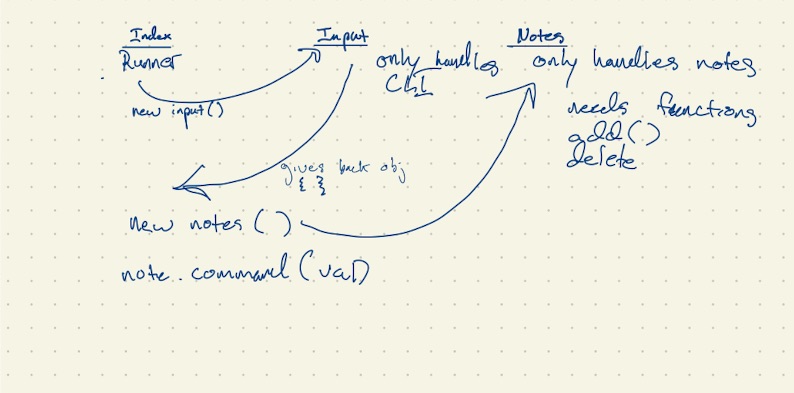 Index
Runner
new input()
Input
only handles
CLI
Notes
only handles notes
needs functions
add()
delete
gives back obj
{ }
new notes ( )
note.command (val)